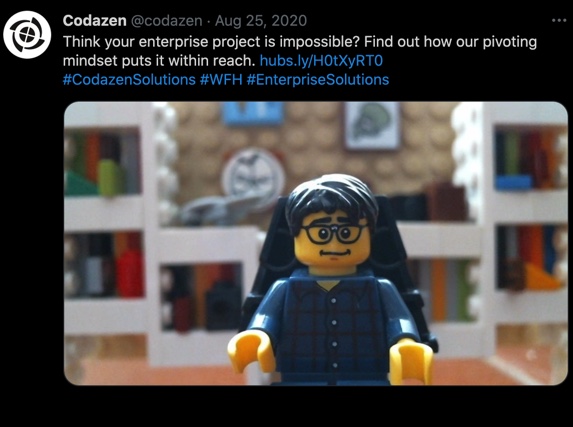 Codazen @codazen · Aug 25, 2020
Think your enterprise project is impossible? Find out how our pivoting
mindset puts it within reach. hubs.ly/H0tXyRT0
#CodazenSolutions #WFH #EnterpriseSolutions